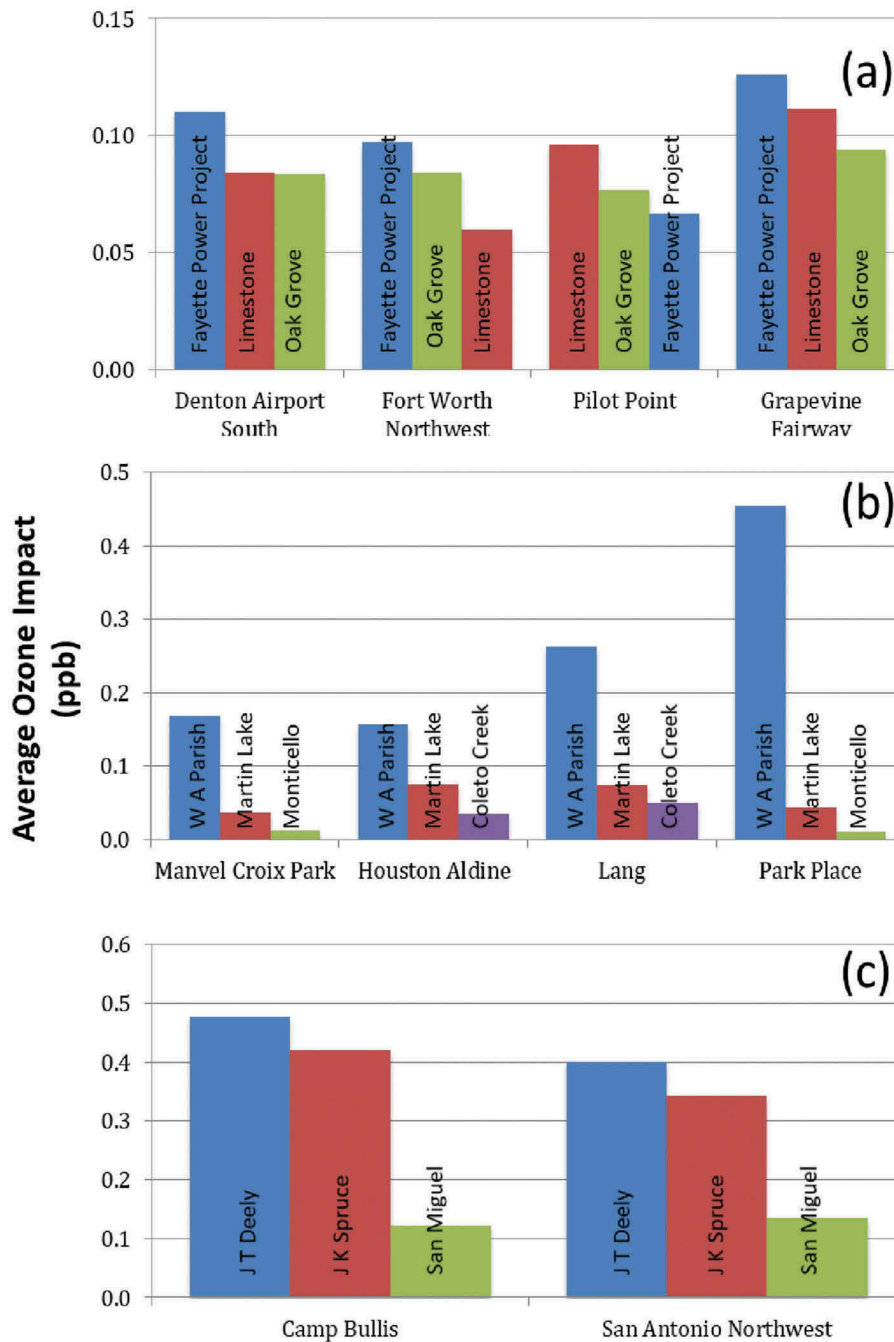 Average Ozone Impact
(ppb)
(a)
0.15
0.10
0.05
0.00
Fayette Power Project
Limestone
Oak Grove
Fayette Power Project
Oak Grove
Limestone
Limestone
Oak Grove
Fayette Power Project
Fayette Power Project
Limestone
Oak Grove
Denton Airport
South
Fort Worth
Northwest
Pilot Point
Grapevine
Fairway
(b)
0.5
0.4
0.3
0.2
0.1
0.0
W A Parish
Martin Lake
Monticello
W A Parish
Martin Lake
Coleto Creek
W A Parish
Martin Lake
Coleto Creek
W A Parish
Martin Lake
Monticello
Manvel Croix Park
Houston Aldine
Lang
Park Place
(c)
0.6
0.5
0.4
0.3
0.2
0.1
0.0
J T Deely
J K Spruce
San Miguel
J T Deely
J K Spruce
San Miguel
Camp Bullis
San Antonio Northwest